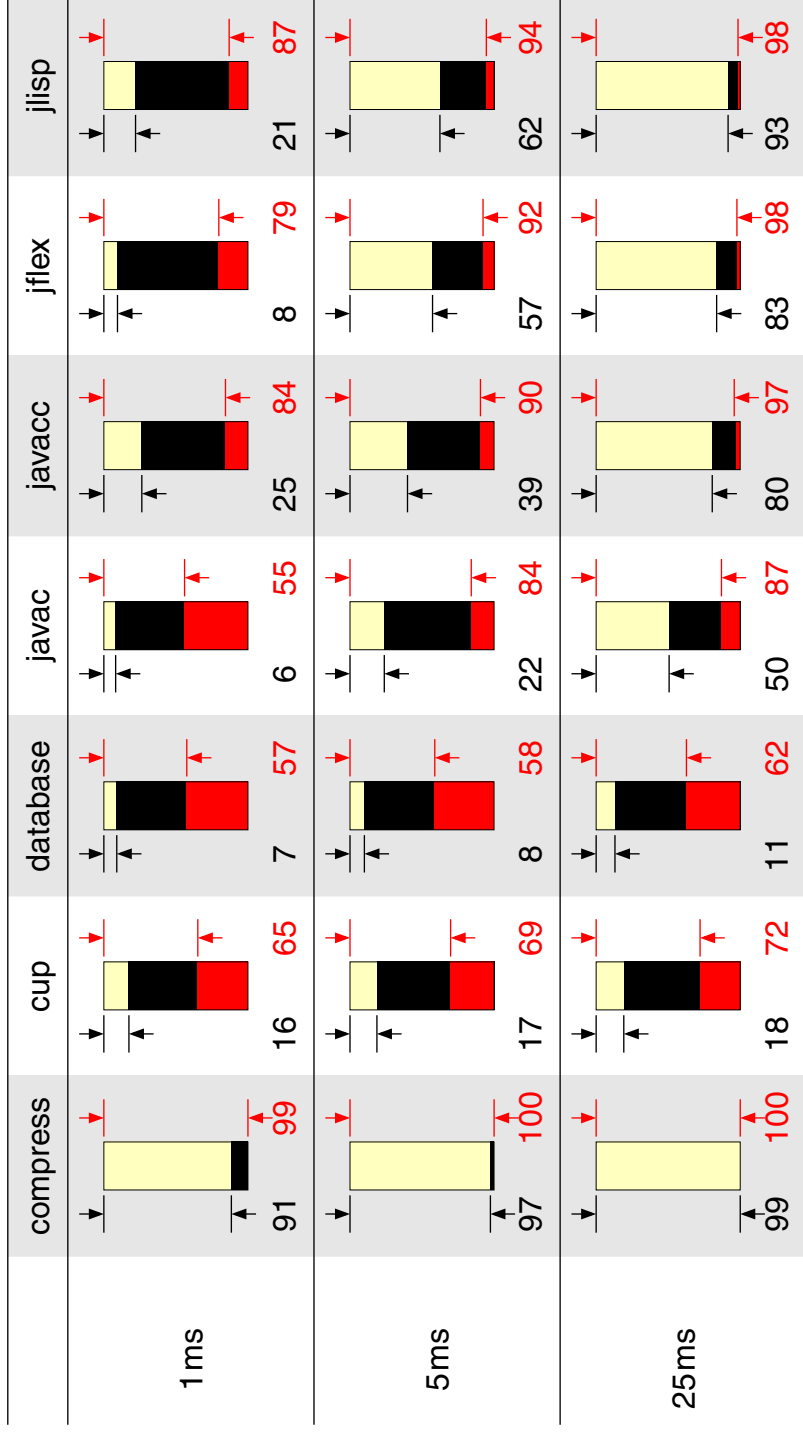 compress cup database javac javacc jflex jlisp
1ms 91 99 16 65 7 57 6 55 25 84 8 79 21 87
5ms 97 100 17 69 8 58 22 84 39 90 57 92 62 94
25ms 99 100 18 72 11 62 50 87 80 97 83 98 93 98